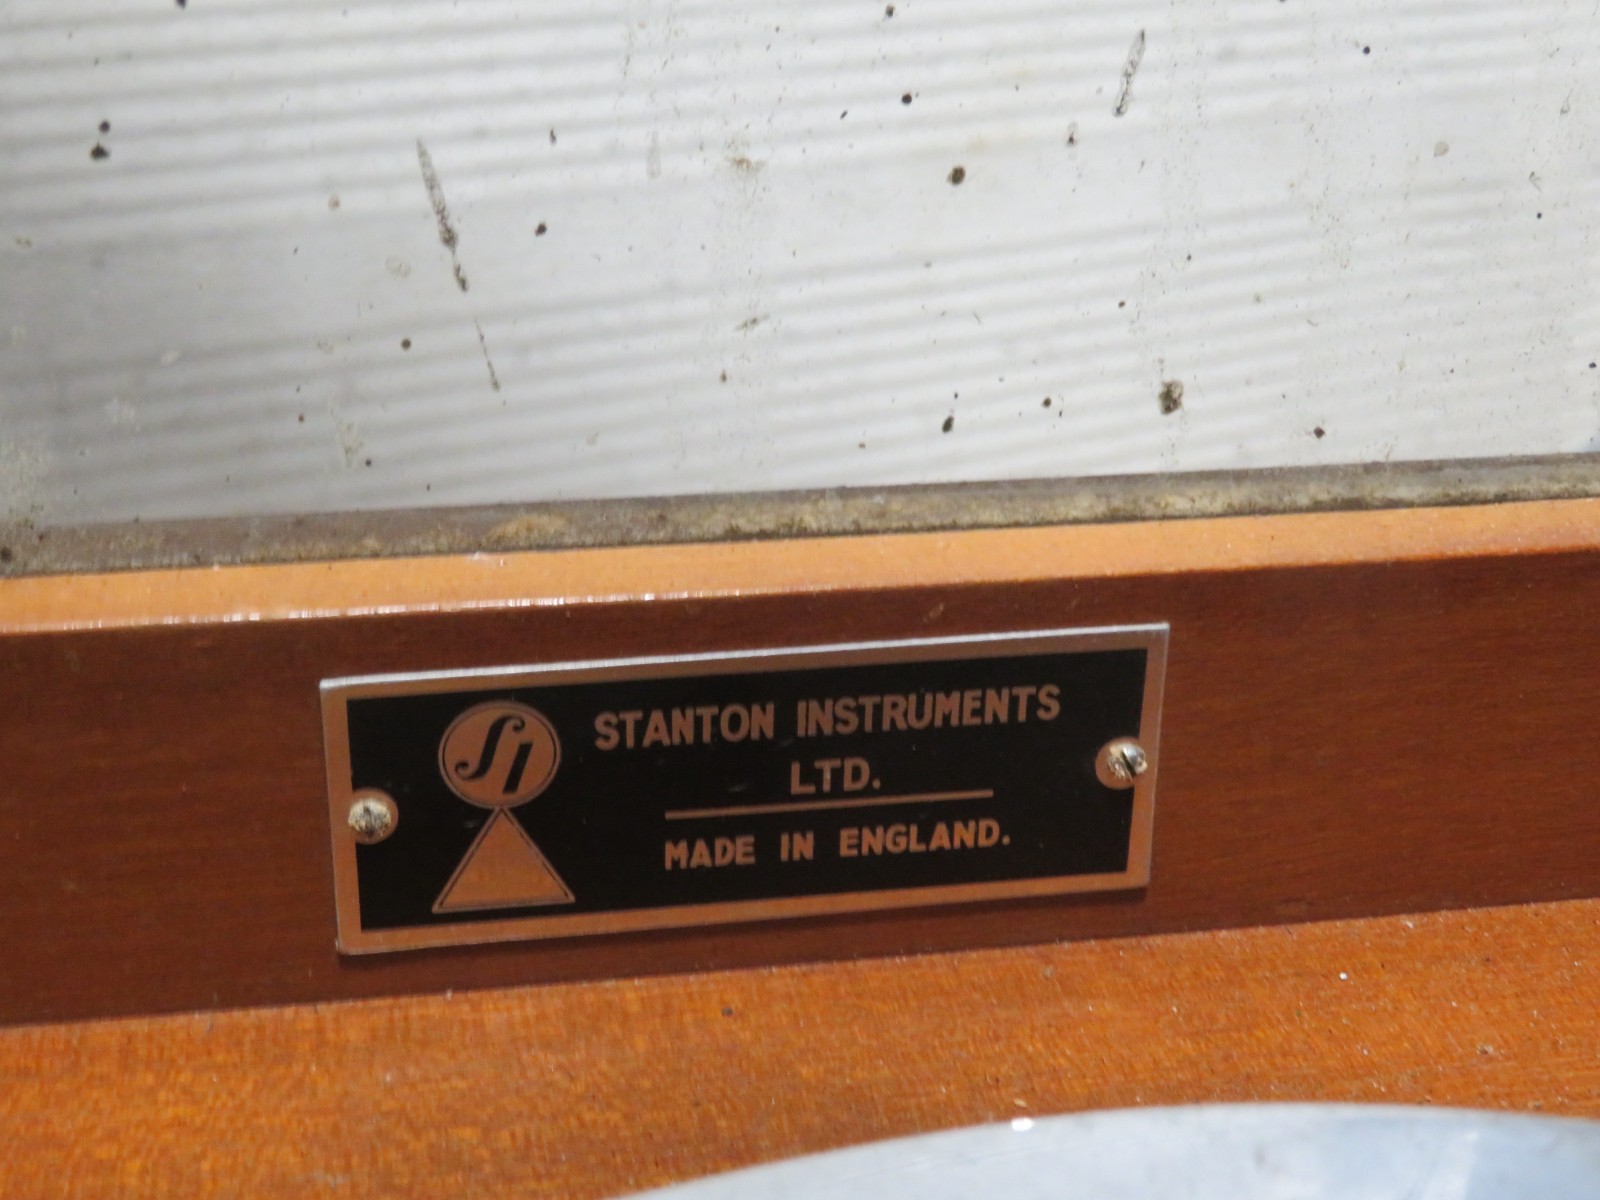 SI
STANTON INSTRUMENTS
LTD.
MADE IN ENGLAND.